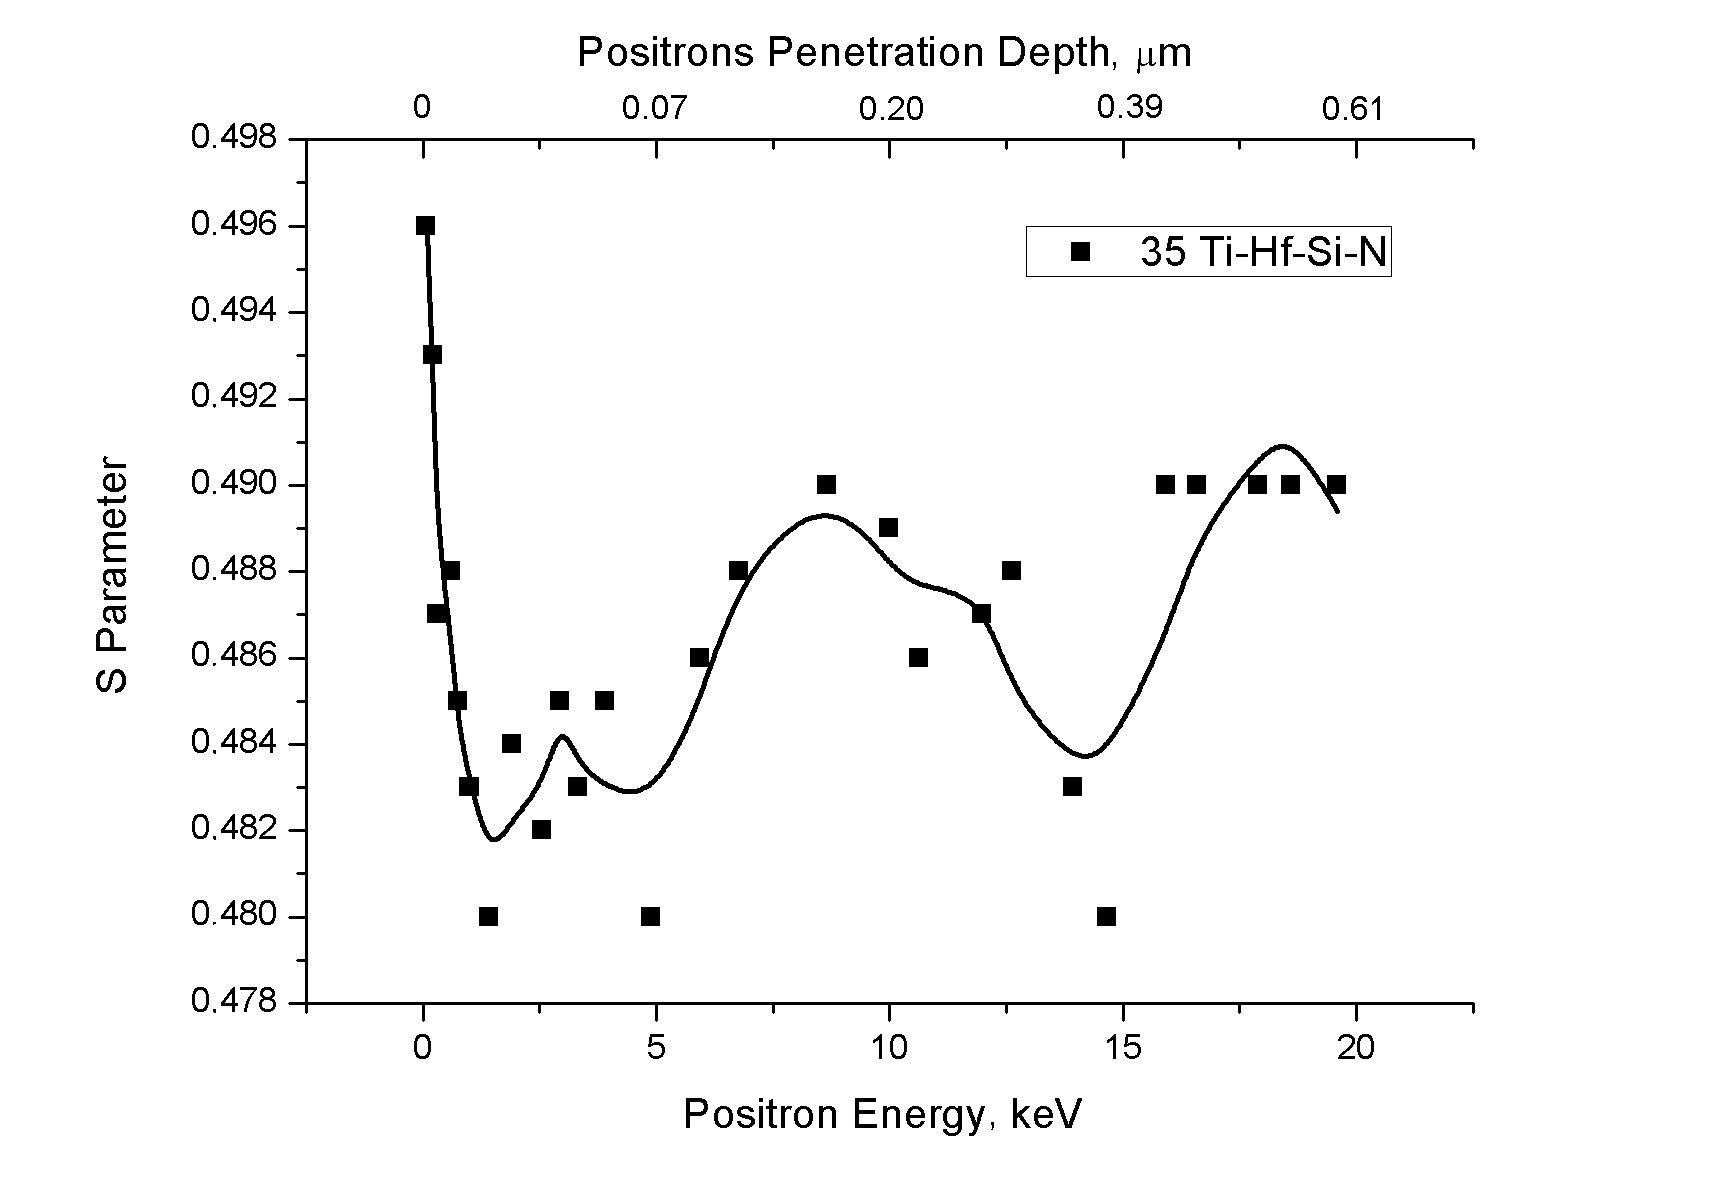 Positrons Penetration Depth, μm
0 0.07 0.20 0.39 0.61
0.498
0.496
35 Ti-Hf-Si-N
0.494
0.492
0.490
0.488
0.486
0.484
0.482
0.480
0.478
S Parameter
0 5 10 15 20
Positron Energy, keV